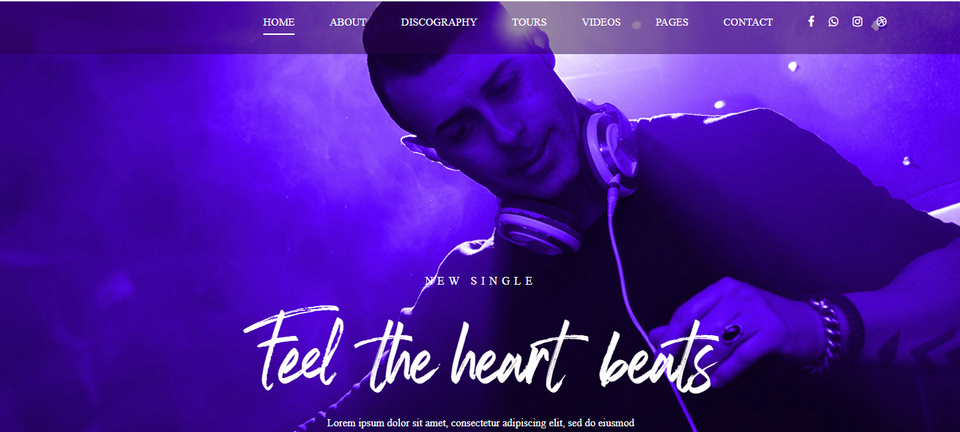 HOME ABOUT DISCOGRAPHY TOURS VIDEOS PAGES CONTACT
NEW SINGLE
Feel the heart beats
Lorem ipsum dolor sit amet, consectetur adipiscing elit, sed do eiusmod